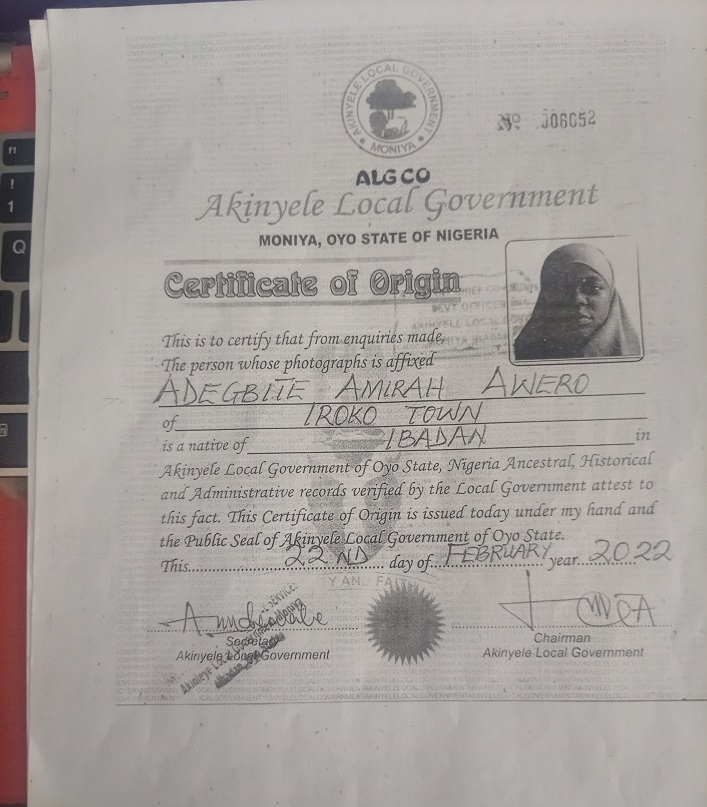 AKINYELE LOCAL GOVERNMENT
MONIYA
Nº J06052
ALGCO
Akinyele Local Government
MONIYA, OYO STATE OF NIGERIA
Certificate of Origin
This is to certify that from enquiries made,
The person whose photographs is affixed
ADEGBITE AMIRAH AWERO
of IROKO TOWN
is a native of IBADAN in
Akinyele Local Government of Oyo State, Nigeria Ancestral, Historical
and Administrative records verified by the Local Government attest to
this fact. This Certificate of Origin is issued today under my hand and
the Public Seal of Akinyele Local Government of Oyo State.
This 22ND day of FEBRUARY year 2022
Secretary Chairman
Akinyele Local Government Akinyele Local Government
f1
!
1
Q